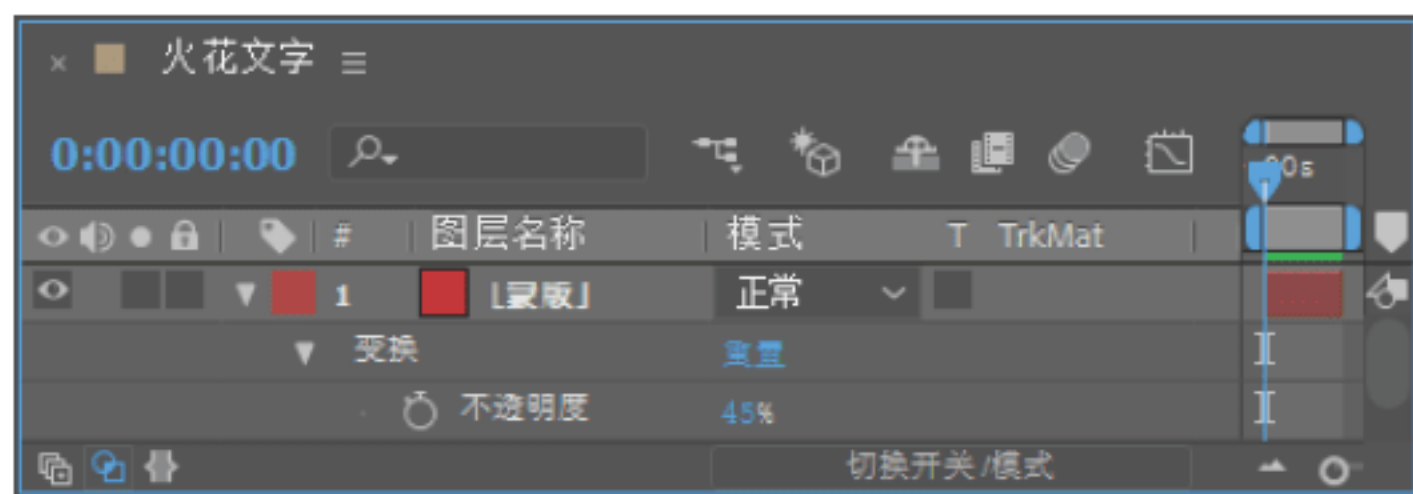 火花文字
0:00:00:00
00s
# 图层名称 模式 T TrkMat
1 [蒙版] 正常
变换 重置
不透明度 45%
切换开关/模式